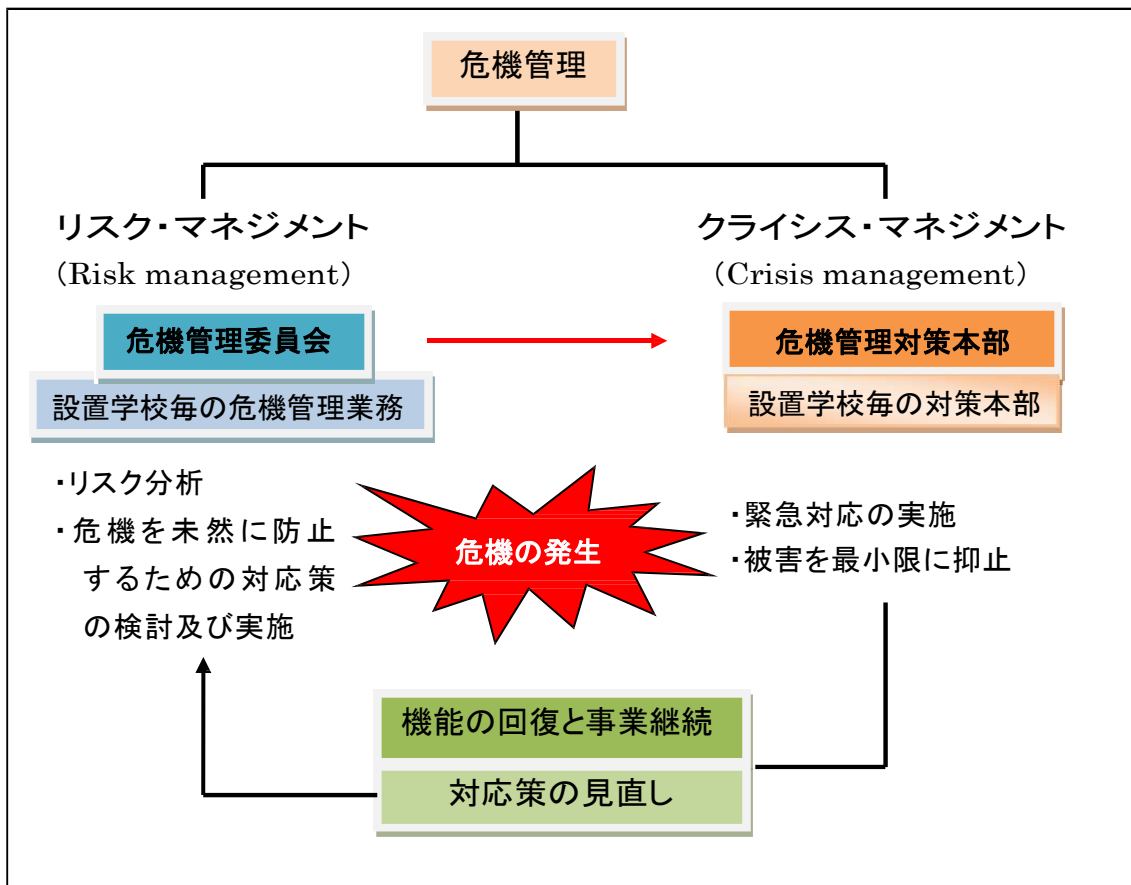 危機管理
リスク・マネジメント
（Risk management）
危機管理委員会
設置学校毎の危機管理業務
・リスク分析
・危機を未然に防止
するための対応策
の検討及び実施
クライシス・マネジメント
（Crisis management）
危機管理対策本部
設置学校毎の対策本部
・緊急対応の実施
・被害を最小限に抑止
危機の発生
機能の回復と事業継続
対応策の見直し